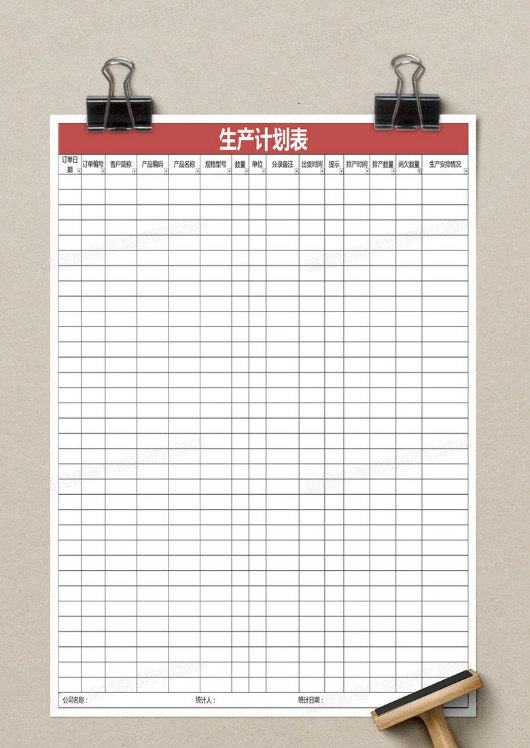 生产计划表
订单日期 订单编号 客户简称 产品编码 产品名称 规格型号 数量 单位 分录备注 出货时间 提示 排产时间 排产数量 尚欠数量 生产安排情况
公司名称： 统计人： 统计日期：